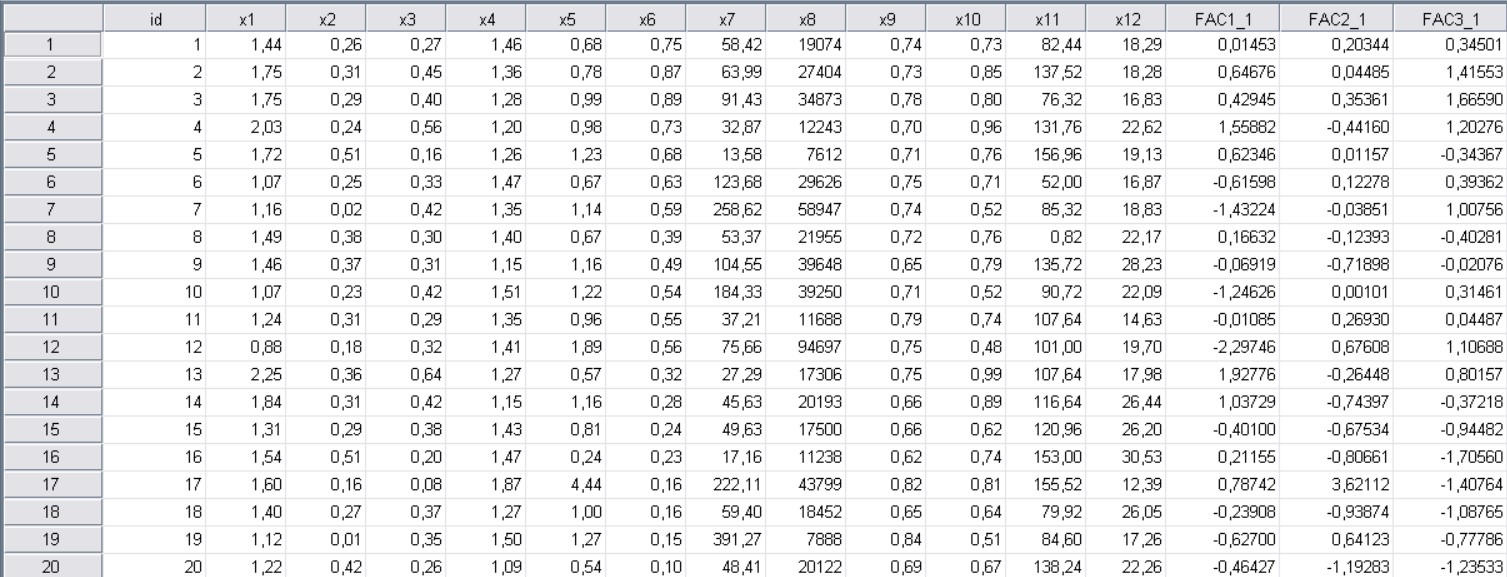 id x1 x2 x3 x4 x5 x6 x7 x8 x9 x10 x11 x12 FAC1_1 FAC2_1 FAC3_1
1 1 1,44 0,26 0,27 1,46 0,68 0,75 58,42 19074 0,74 0,73 82,44 18,29 0,01453 0,20344 0,34501
2 2 1,75 0,31 0,45 1,36 0,78 0,87 63,99 27404 0,73 0,85 137,52 18,28 0,64676 0,04485 1,41553
3 3 1,75 0,29 0,40 1,28 0,99 0,89 91,43 34873 0,78 0,80 76,32 16,83 0,42945 0,35361 1,66590
4 4 2,03 0,24 0,56 1,20 0,98 0,73 32,87 12243 0,70 0,96 131,76 22,62 1,55882 -0,44160 1,20276
5 5 1,72 0,51 0,16 1,26 1,23 0,68 13,58 7612 0,71 0,76 156,96 19,13 0,62346 0,01157 -0,34367
6 6 1,07 0,25 0,33 1,47 0,67 0,63 123,68 29626 0,75 0,71 52,00 16,87 -0,61598 0,12278 0,39362
7 7 1,16 0,02 0,42 1,35 1,14 0,59 258,62 58947 0,74 0,52 85,32 18,83 -1,43224 -0,03851 1,00756
8 8 1,49 0,38 0,30 1,40 0,67 0,39 53,37 21955 0,72 0,76 0,82 22,17 0,16632 -0,12393 -0,40281
9 9 1,46 0,37 0,31 1,15 1,16 0,49 104,55 39648 0,65 0,79 135,72 28,23 -0,06919 -0,71898 -0,02076
10 10 1,07 0,23 0,42 1,51 1,22 0,54 184,33 39250 0,71 0,52 90,72 22,09 -1,24626 0,00101 0,31461
11 11 1,24 0,31 0,29 1,35 0,96 0,55 37,21 11688 0,79 0,74 107,64 14,63 -0,01085 0,26930 0,04487
12 12 0,88 0,18 0,32 1,41 1,89 0,56 75,66 94697 0,75 0,48 101,00 19,70 -2,29746 0,67608 1,10688
13 13 2,25 0,36 0,64 1,27 0,57 0,32 27,29 17306 0,75 0,99 107,64 17,98 1,92776 -0,26448 0,80157
14 14 1,84 0,31 0,42 1,15 1,16 0,28 45,63 20193 0,66 0,89 116,64 26,44 1,03729 -0,74397 -0,37218
15 15 1,31 0,29 0,38 1,43 0,81 0,24 49,63 17500 0,66 0,62 120,96 26,20 -0,40100 -0,67534 -0,94482
16 16 1,54 0,51 0,20 1,47 0,24 0,23 17,16 11238 0,62 0,74 153,00 30,53 0,21155 -0,80661 -1,70560
17 17 1,60 0,16 0,08 1,87 4,44 0,16 222,11 43799 0,82 0,81 155,52 12,39 0,78742 3,62112 -1,40764
18 18 1,40 0,27 0,37 1,27 1,00 0,16 59,40 18452 0,65 0,64 79,92 26,05 -0,23908 -0,93874 -1,08765
19 19 1,12 0,01 0,35 1,50 1,27 0,15 391,27 7888 0,84 0,51 84,60 17,26 -0,62700 0,64123 -0,77786
20 20 1,22 0,42 0,26 1,09 0,54 0,10 48,41 20122 0,69 0,67 138,24 22,26 -0,46427 -1,19283 -1,23533